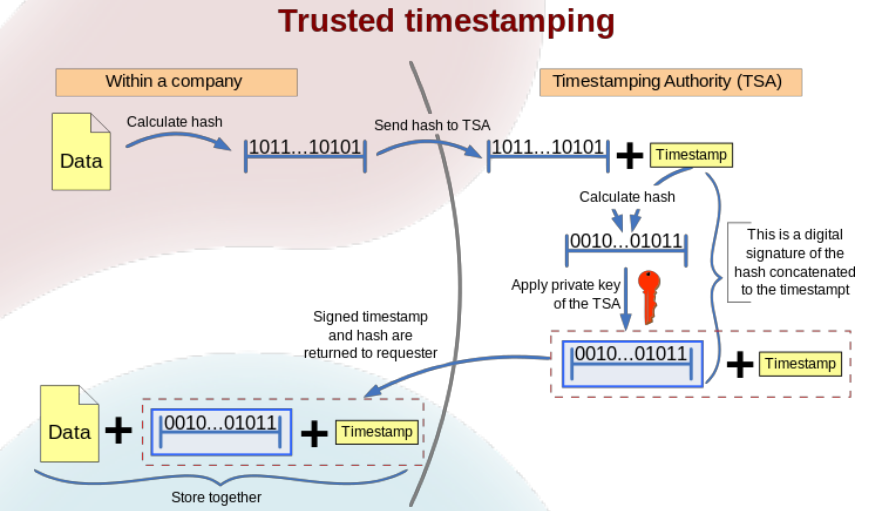 Trusted timestamping
Within a company
Timestamping Authority (TSA)
Calculate hash
Send hash to TSA
Data
1011...10101
1011...10101
+
Timestamp
Calculate hash
0010...01011
This is a digital
signature of the
hash concatenated
to the timestampt
Apply private key
of the TSA
Signed timestamp
and hash are
returned to requester
0010...01011
+
Timestamp
Data
+
0010...01011
+
Timestamp
Store together